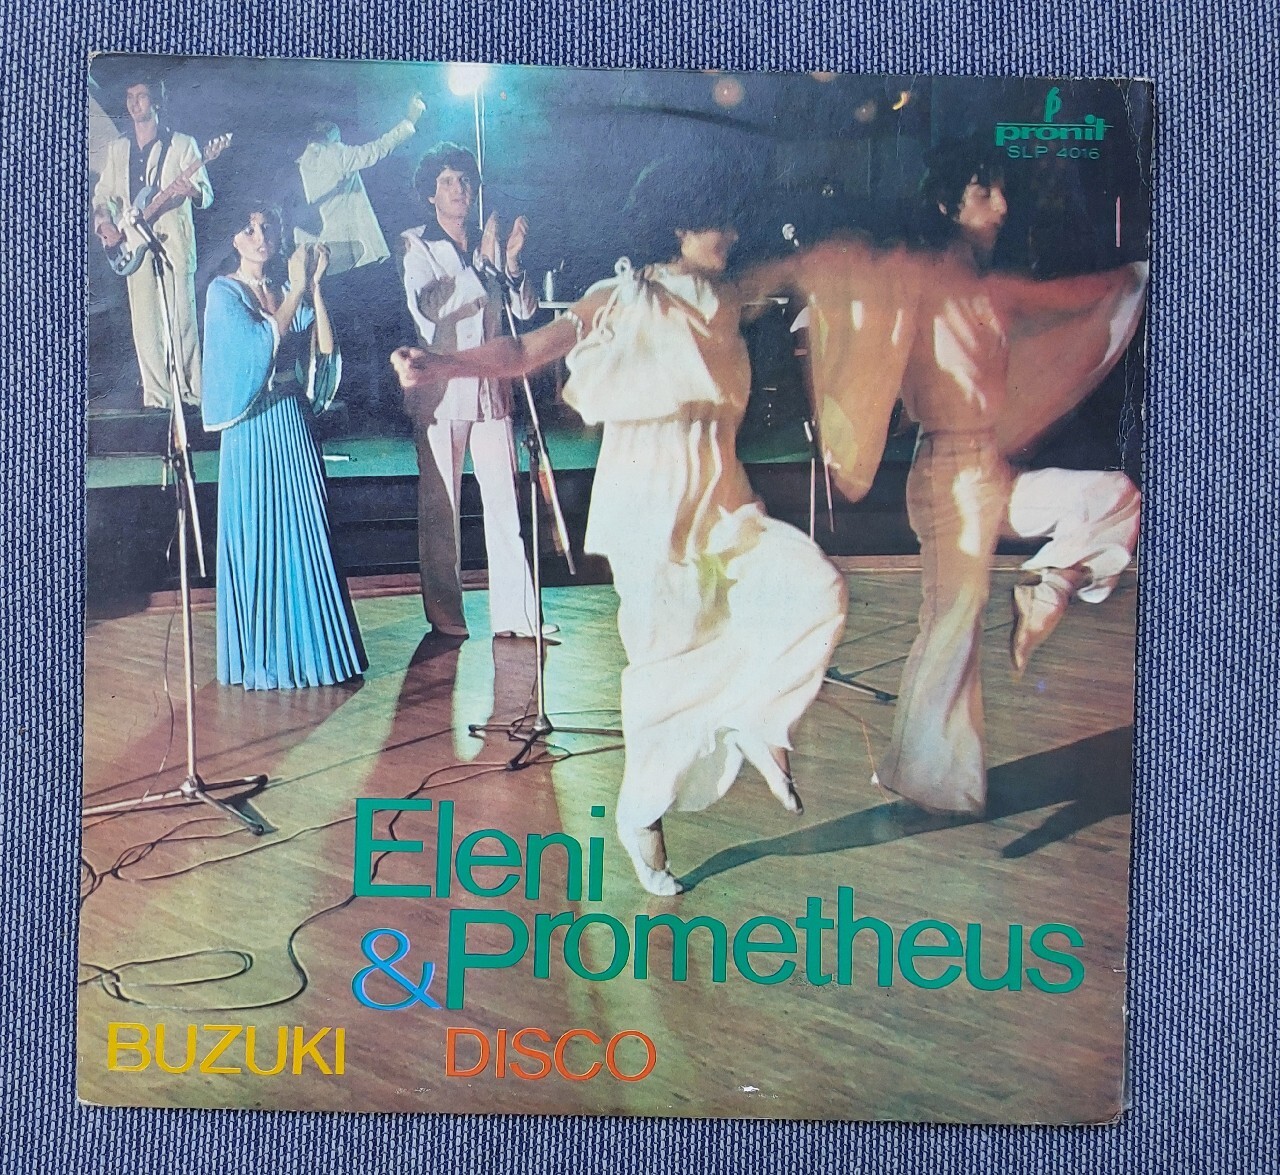 pronit
SLP 4016
Eleni
& Prometheus
BUZUKI DISCO